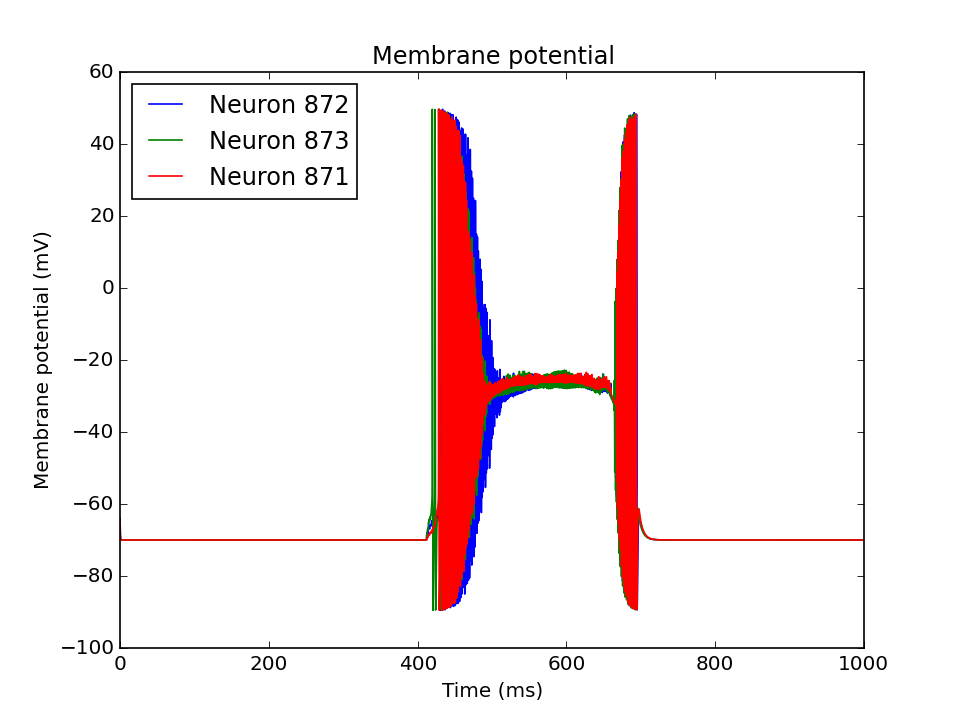 Membrane potential
60
40
20
0
−20
−40
−60
−80
−100
Membrane potential (mV)
Neuron 872
Neuron 873
Neuron 871
0 200 400 600 800 1000
Time (ms)